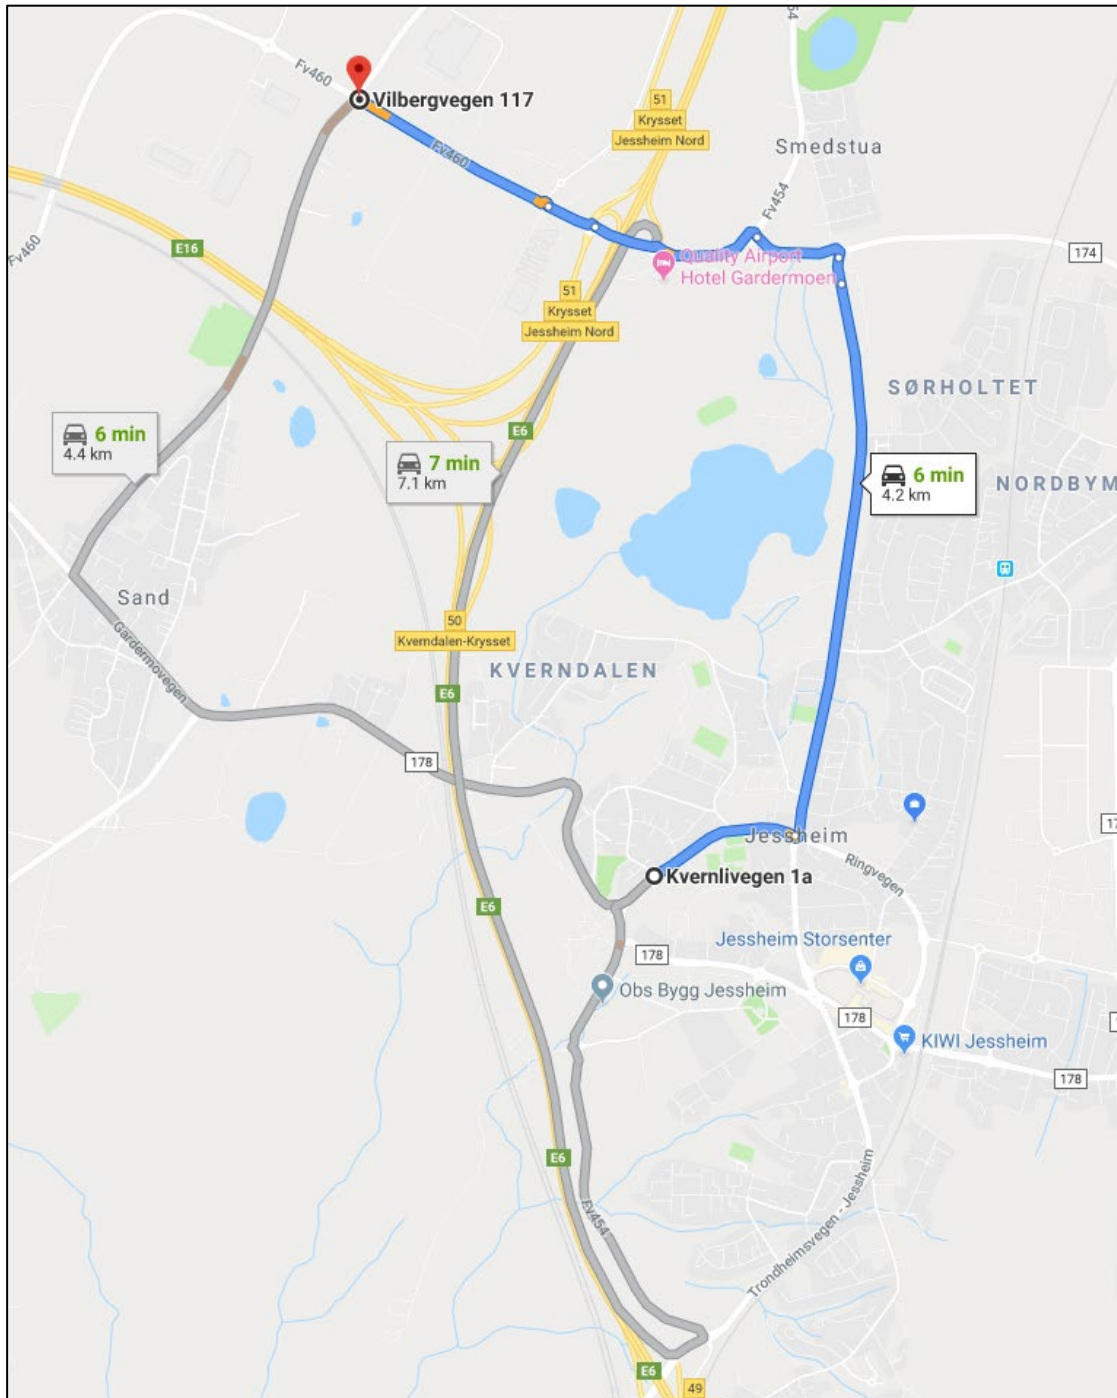 54
Fv460
Vilbergvegen 117
51
Krysset
Jessheim Nord
Smedstua
Fv460
Fv454
Fv460
E16
174
Quality Airport
Hotel Gardermoen
51
Krysset
Jessheim Nord
SØRHOLTET
6 min
4.4 km
E6
7 min
7.1 km
6 min
4.2 km
NORDBYM
Sand
50
Kverndalen-Krysset
Gardermovegen
KVERNDALEN
E6
178
17
Jessheim
Ringvegen
Kvernlivegen 1a
E6
Jessheim Storsenter
178
Obs Bygg Jessheim
178
KIWI Jessheim
178
E6
Fv454
Trondheimsvegen - Jessheim
E6
49